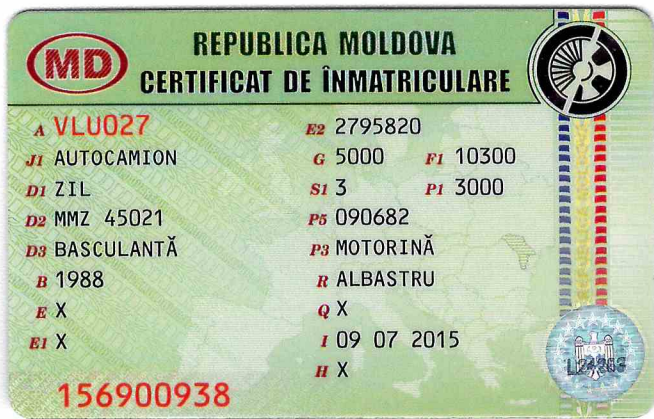 MD
REPUBLICA MOLDOVA
CERTIFICAT DE ÎNMATRICULARE
A VLU027
E2 2795820
J1 AUTOCAMION
G 5000 F1 10300
D1 ZIL
S1 3 P1 3000
D2 MMZ 45021
P5 090682
D3 BASCULANTĂ
P3 MOTORINĂ
B 1988
R ALBASTRU
E X
Q X
E1 X
I 09 07 2015
H X
156900938